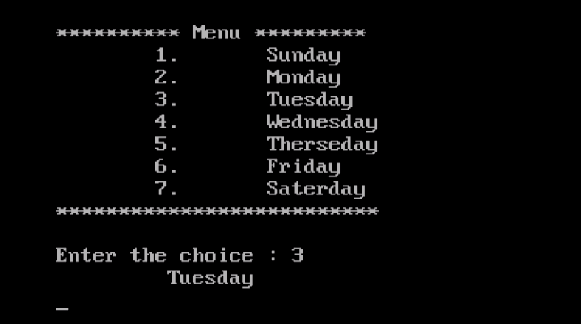 ********** Menu *********
1. Sunday
2. Monday
3. Tuesday
4. Wednesday
5. Therseday
6. Friday
7. Saterday
**************************
Enter the choice : 3
Tuesday
_